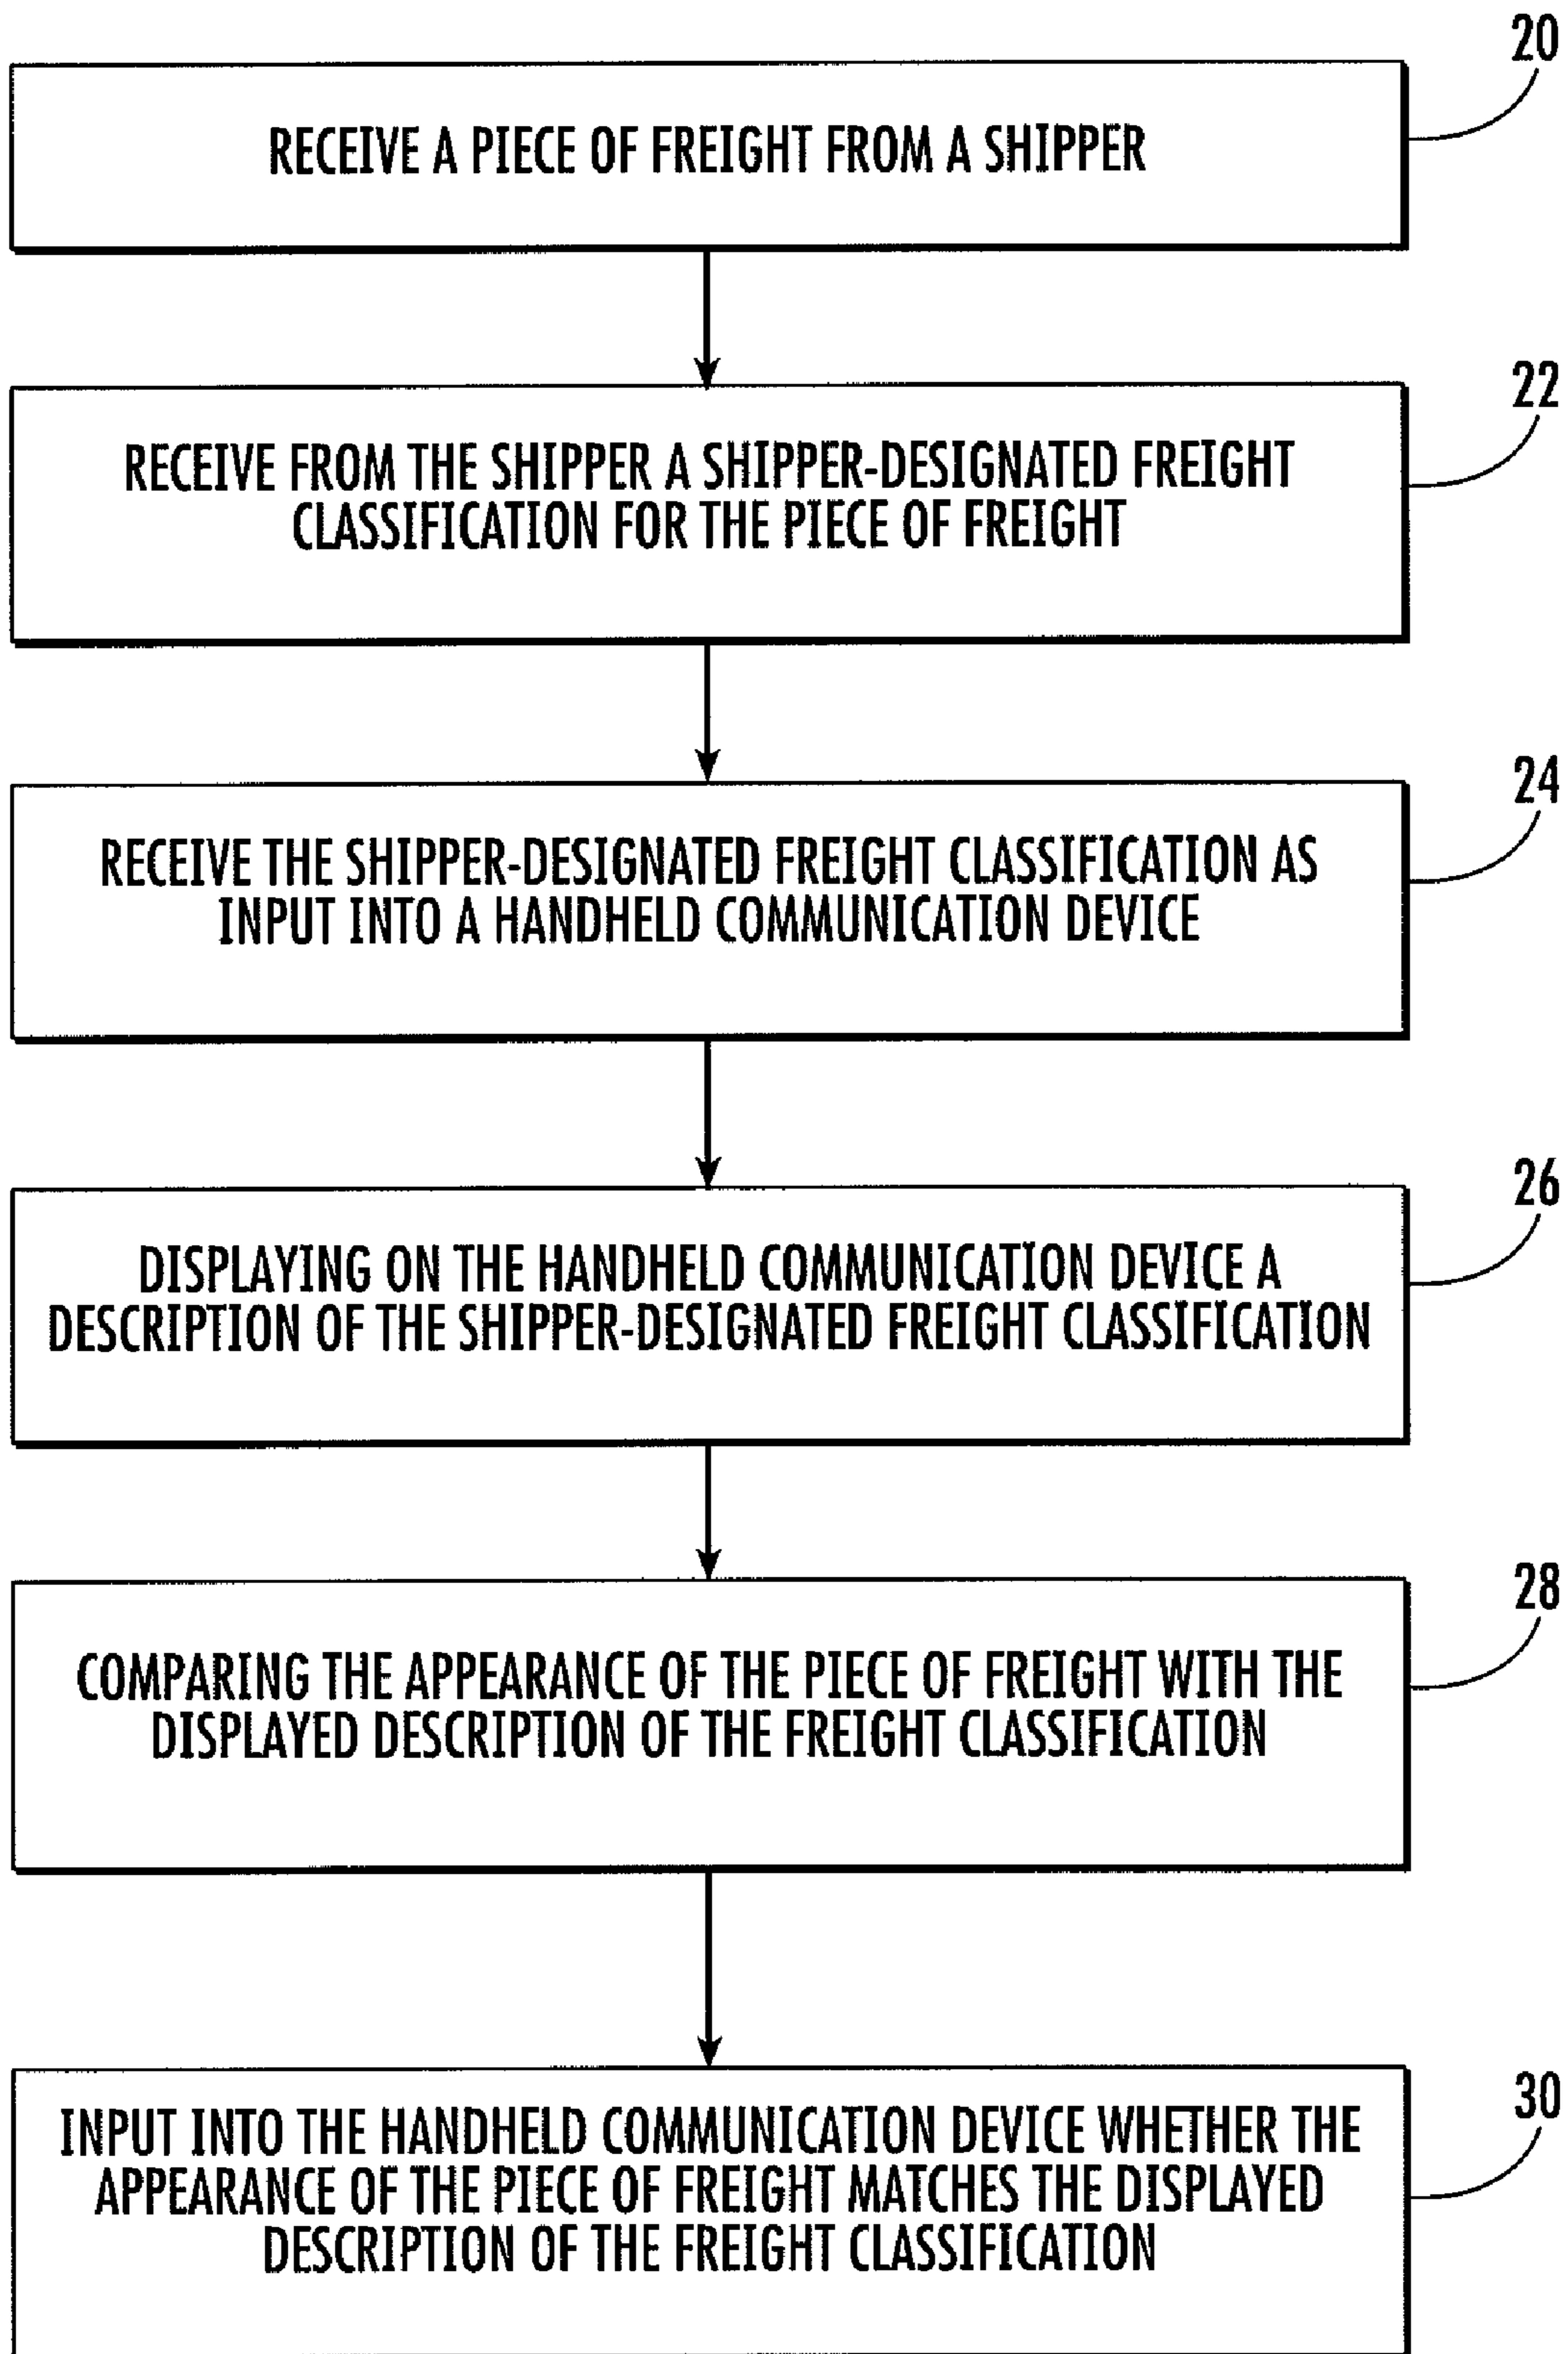 20
RECEIVE A PIECE OF FREIGHT FROM A SHIPPER
22
RECEIVE FROM THE SHIPPER A SHIPPER-DESIGNATED FREIGHT
CLASSIFICATION FOR THE PIECE OF FREIGHT
24
RECEIVE THE SHIPPER-DESIGNATED FREIGHT CLASSIFICATION AS
INPUT INTO A HANDHELD COMMUNICATION DEVICE
26
DISPLAYING ON THE HANDHELD COMMUNICATION DEVICE A
DESCRIPTION OF THE SHIPPER-DESIGNATED FREIGHT CLASSIFICATION
28
COMPARING THE APPEARANCE OF THE PIECE OF FREIGHT WITH THE
DISPLAYED DESCRIPTION OF THE FREIGHT CLASSIFICATION
30
INPUT INTO THE HANDHELD COMMUNICATION DEVICE WHETHER THE
APPEARANCE OF THE PIECE OF FREIGHT MATCHES THE DISPLAYED
DESCRIPTION OF THE FREIGHT CLASSIFICATION